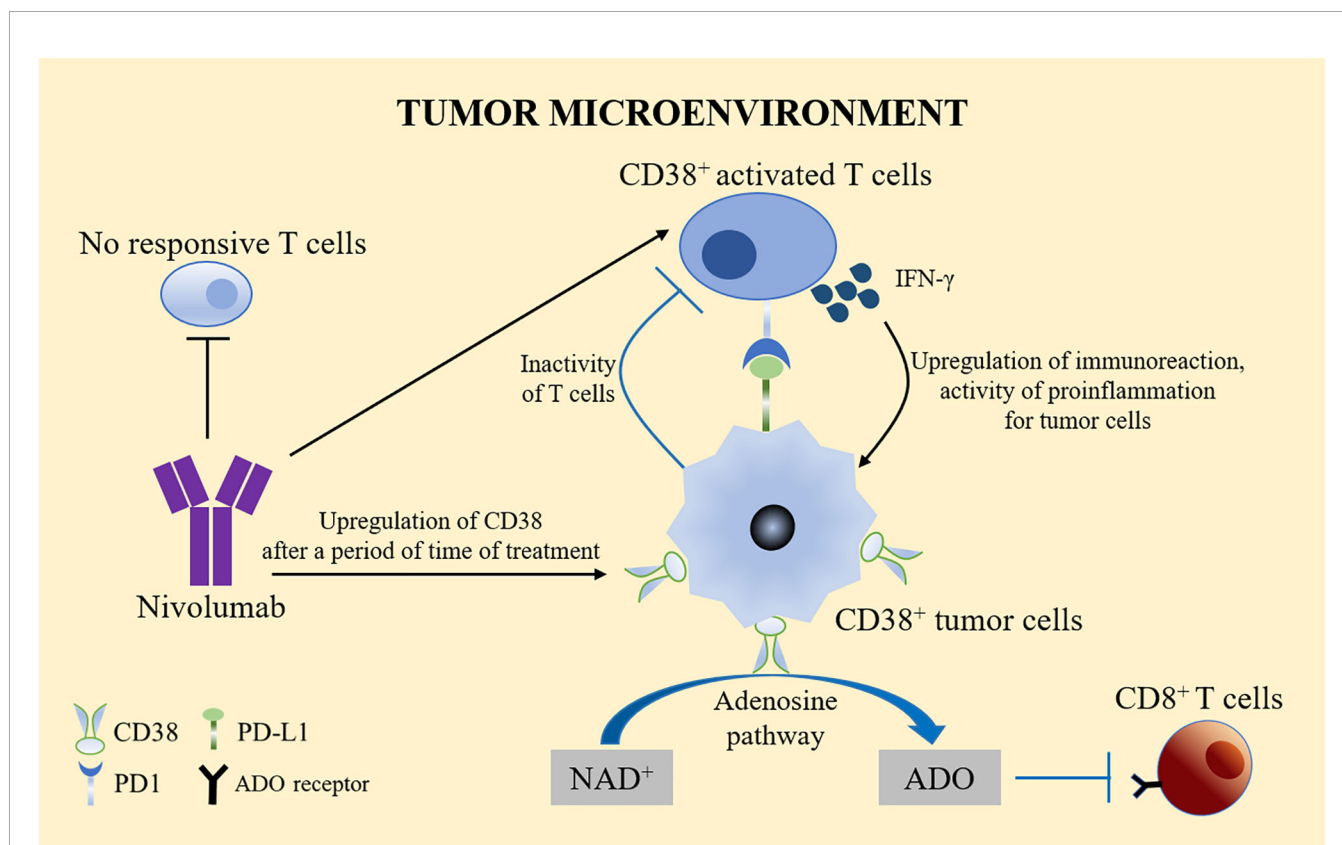 TUMOR MICROENVIRONMENT
CD38⁺ activated T cells
No responsive T cells
IFN-γ
Inactivity
of T cells
Upregulation of immunoreaction,
activity of proinflammation
for tumor cells
Upregulation of CD38
after a period of time of treatment
Nivolumab
CD38⁺ tumor cells
Adenosine
pathway
CD8⁺ T cells
NAD⁺
ADO
CD38
PD-L1
PD1
ADO receptor